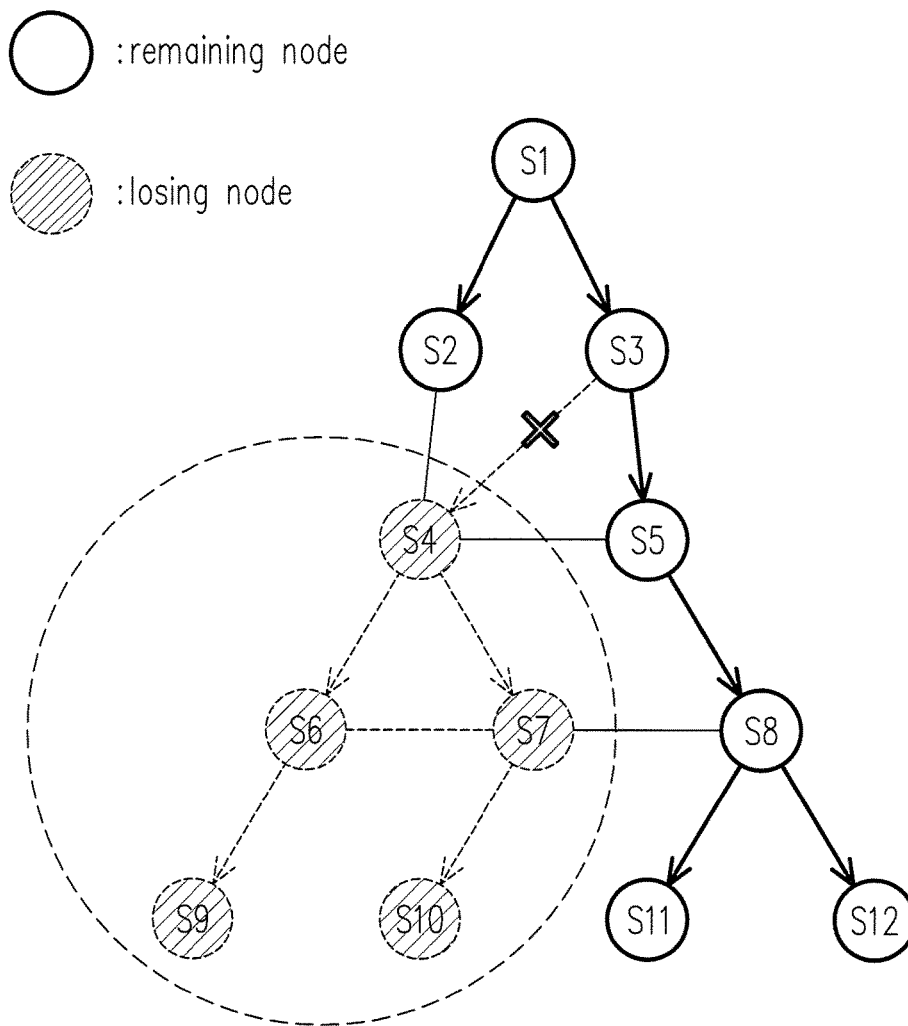 :remaining node
:losing node
S1
S2
S3
S4
S5
S6
S7
S8
S9
S10
S11
S12